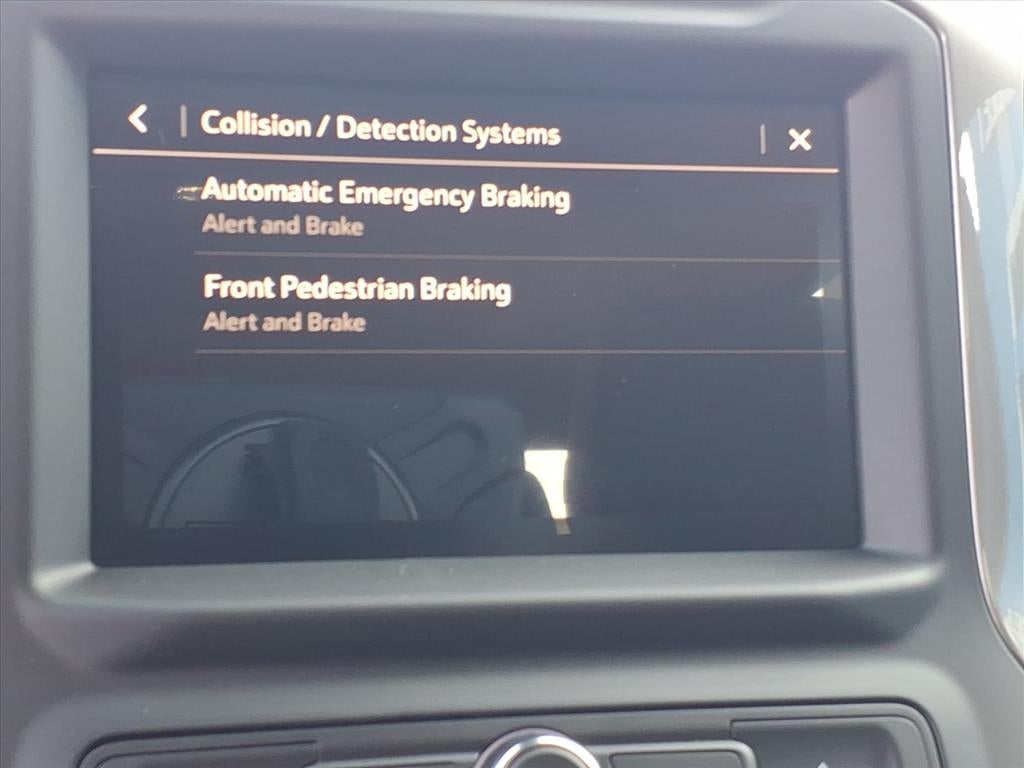 Collision / Detection Systems
Automatic Emergency Braking
Alert and Brake
Front Pedestrian Braking
Alert and Brake